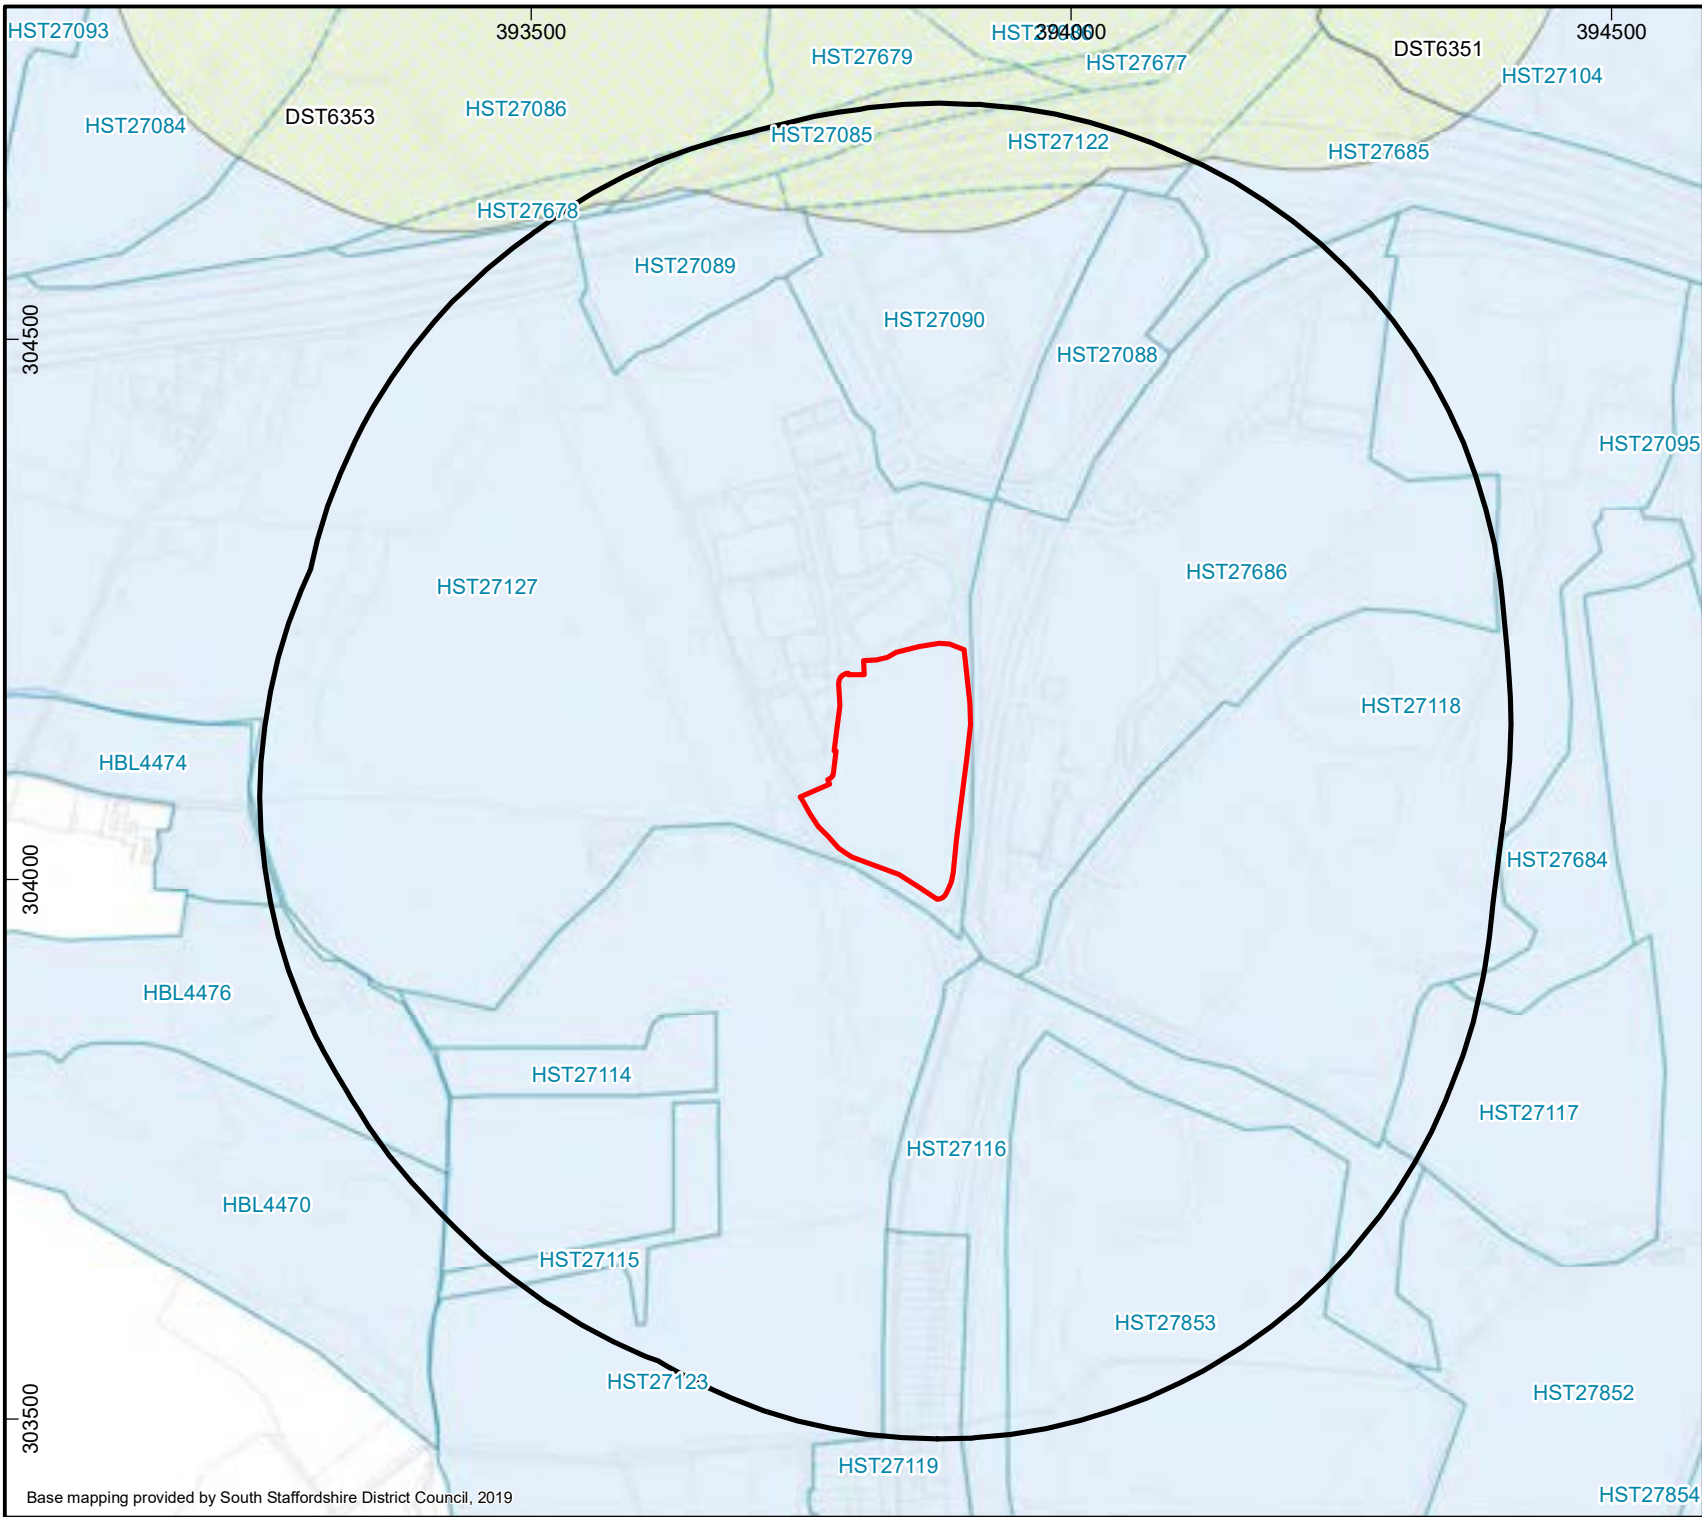 HST27093
393500
394000
394500
HST27679
HST27677
DST6351
HST27104
HST27084
DST6353
HST27086
HST27085
HST27122
HST27685
HST27678
HST27089
304500
HST27090
HST27088
HST27095
HST27127
HST27686
HST27118
HBL4474
304000
HST27684
HBL4476
HST27114
HST27117
HST27116
HBL4470
HST27115
HST27853
HST27123
303500
HST27852
HST27119
HST27854
Base mapping provided by South Staffordshire District Council, 2019